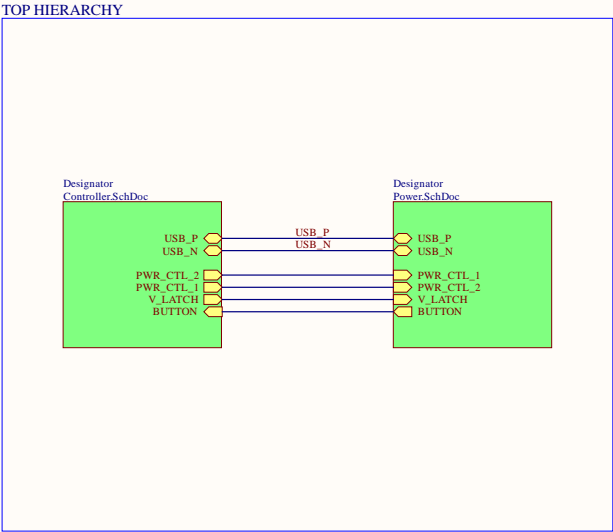 TOP HIERARCHY
Designator
Controller.SchDoc
USB_P
USB_N
PWR_CTL_2
PWR_CTL_1
V_LATCH
BUTTON
USB_P
USB_N
Designator
Power.SchDoc
USB_P
USB_N
PWR_CTL_1
PWR_CTL_2
V_LATCH
BUTTON